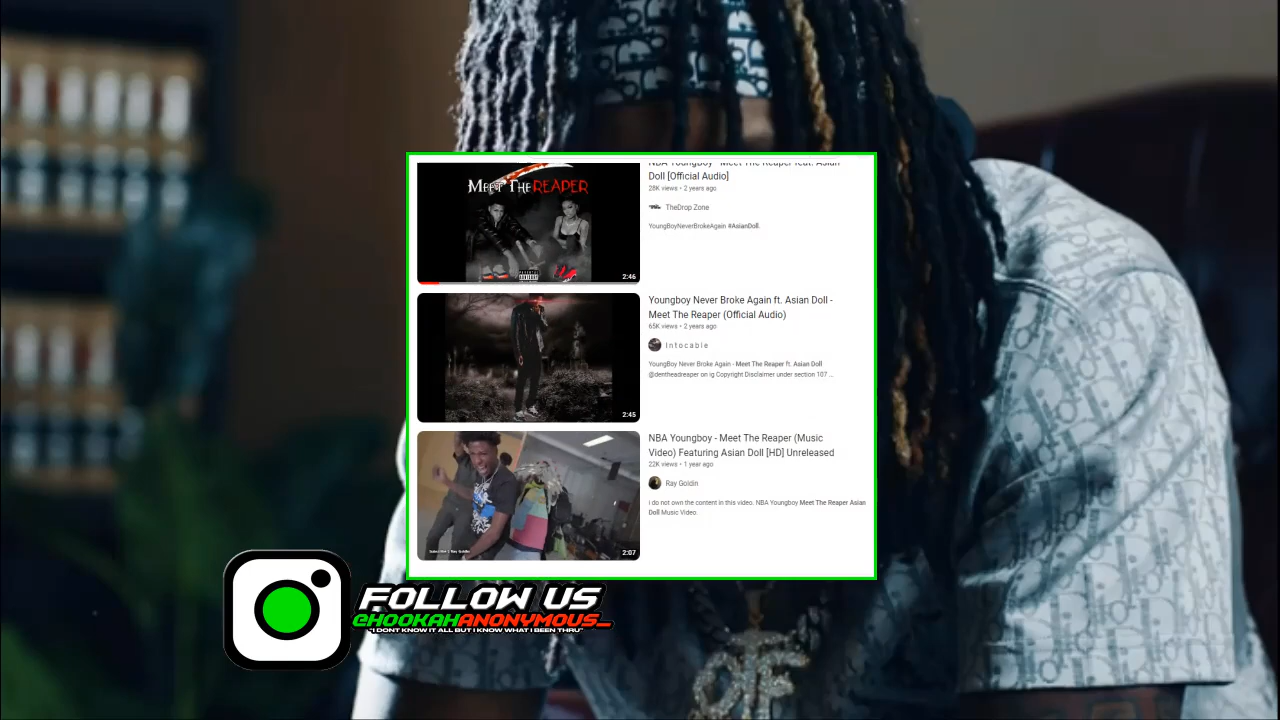 NBA YoungBoy - Meet The Reaper feat. Asian
Doll [Official Audio]
28K views • 2 years ago
TheDrop Zone
YoungBoyNeverBrokeAgain #AsianDoll
MEET THE REAPER
2:46
Youngboy Never Broke Again ft. Asian Doll -
Meet The Reaper (Official Audio)
65K views • 2 years ago
Intocable
YoungBoy Never Broke Again - Meet The Reaper ft. Asian Doll
@dentheadreaper on ig Copyright Disclaimer under section 107 ...
2:45
NBA Youngboy - Meet The Reaper (Music
Video) Featuring Asian Doll [HD] Unreleased
22K views • 1 year ago
Ray Goldin
i do not own the content in this video. NBA Youngboy Meet The Reaper Asian
Doll Music Video.
2:07
FOLLOW US
@HOOKAHANONYMOUS_
"I DONT KNOW IT ALL BUT I KNOW WHAT I BEEN THRU"
OTF